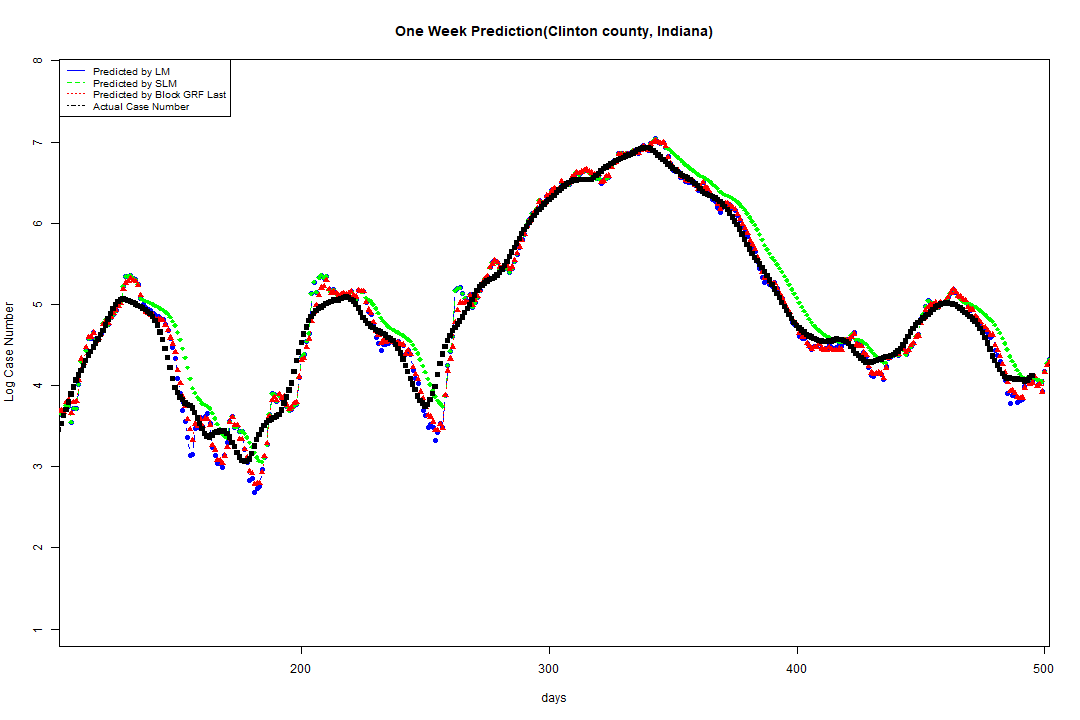 One Week Prediction(Clinton county, Indiana)
Predicted by LM
Predicted by SLM
Predicted by Block GRF Last
Actual Case Number
8
7
6
5
4
3
2
1
Log Case Number
200 300 400 500
days